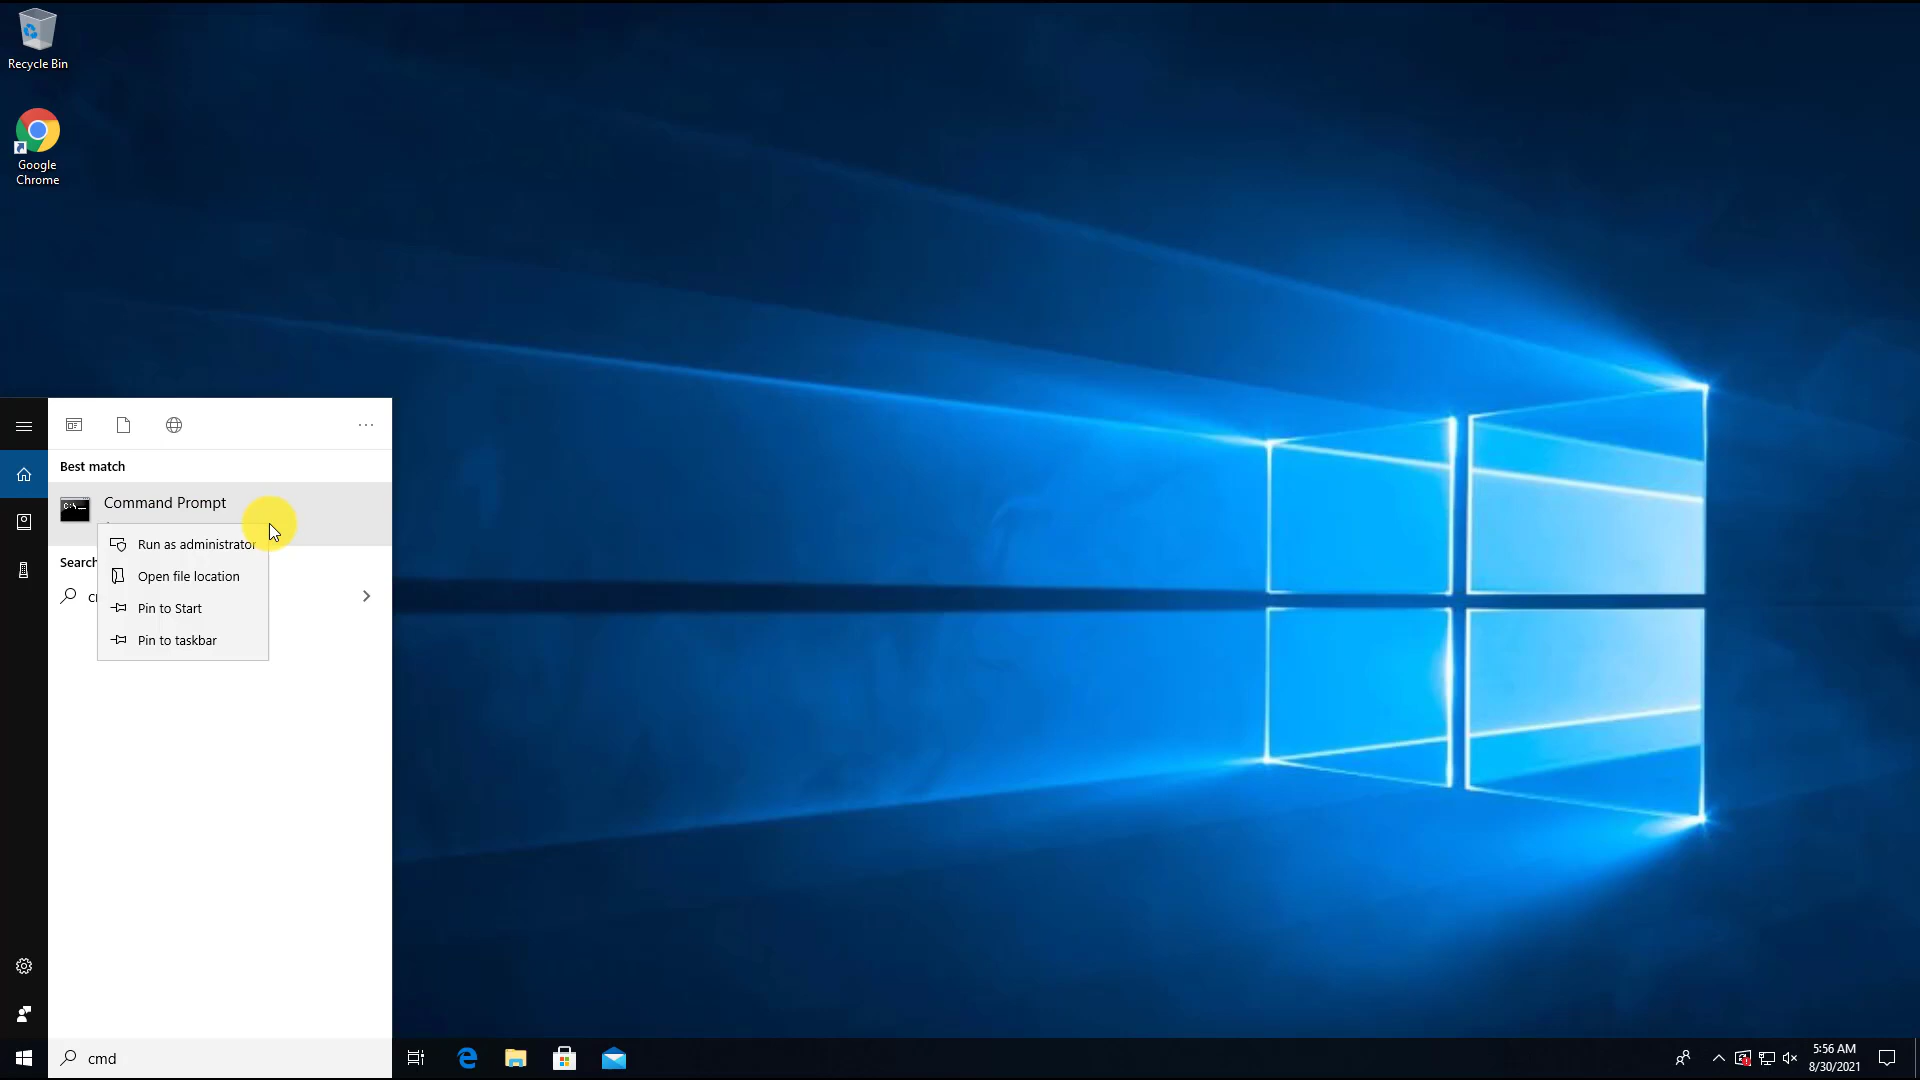 Recycle Bin
Google
Chrome
Best match
Command Prompt
Run as administrator
Search
Open file location
Pin to Start
Pin to taskbar
cmd
5:56 AM
8/30/2021